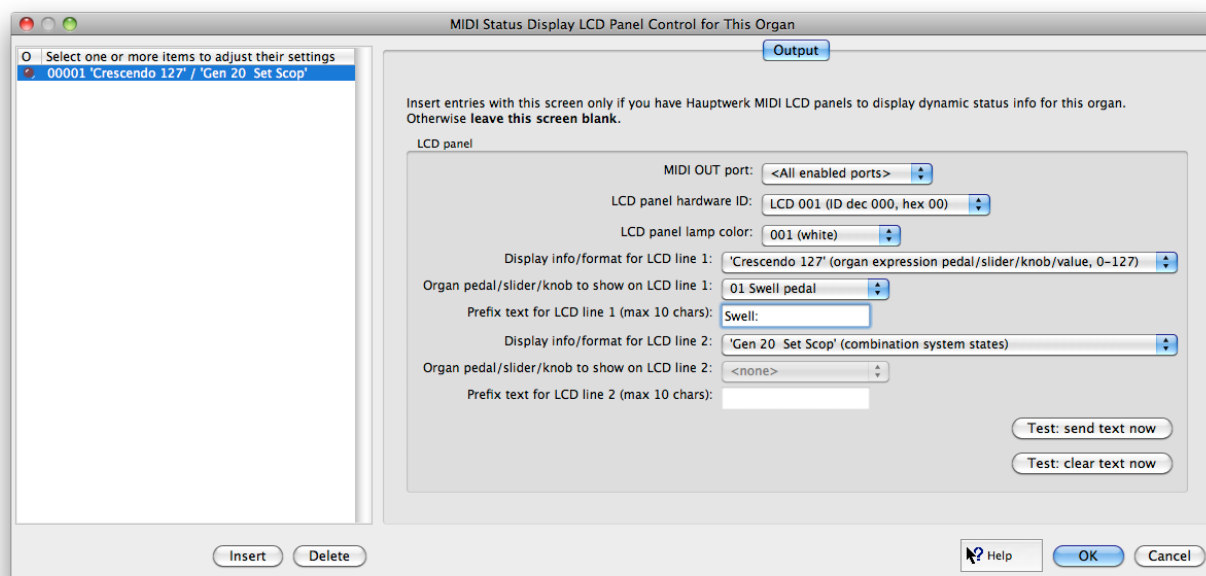 MIDI Status Display LCD Panel Control for This Organ
O Select one or more items to adjust their settings
00001 'Crescendo 127' / 'Gen 20  Set Scop'
Output
Insert entries with this screen only if you have Hauptwerk MIDI LCD panels to display dynamic status info for this organ.
Otherwise leave this screen blank.
LCD panel
MIDI OUT port: <All enabled ports>
LCD panel hardware ID: LCD 001 (ID dec 000, hex 00)
LCD panel lamp color: 001 (white)
Display info/format for LCD line 1: 'Crescendo 127' (organ expression pedal/slider/knob/value, 0-127)
Organ pedal/slider/knob to show on LCD line 1: 01 Swell pedal
Prefix text for LCD line 1 (max 10 chars): Swell:
Display info/format for LCD line 2: 'Gen 20  Set Scop' (combination system states)
Organ pedal/slider/knob to show on LCD line 2: <none>
Prefix text for LCD line 2 (max 10 chars):
Test: send text now
Test: clear text now
Insert Delete ? Help OK Cancel